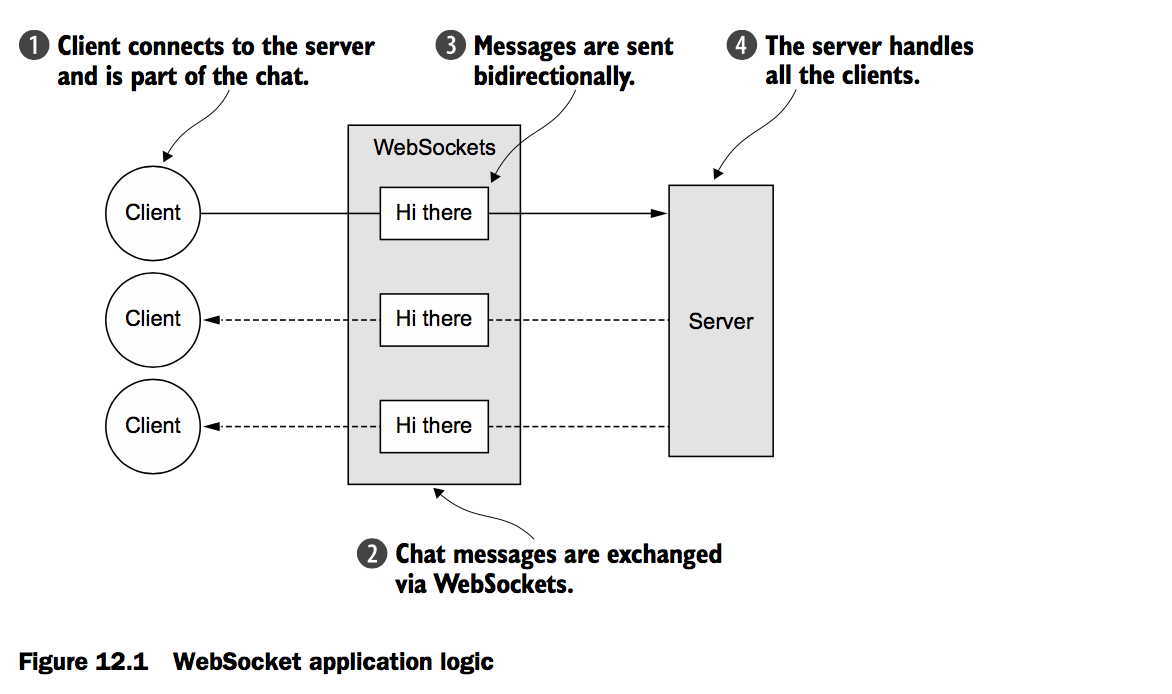 1 Client connects to the server
and is part of the chat.
3 Messages are sent
bidirectionally.
4 The server handles
all the clients.
WebSockets
Client
Hi there
Client
Hi there
Server
Client
Hi there
2 Chat messages are exchanged
via WebSockets.
Figure 12.1 WebSocket application logic